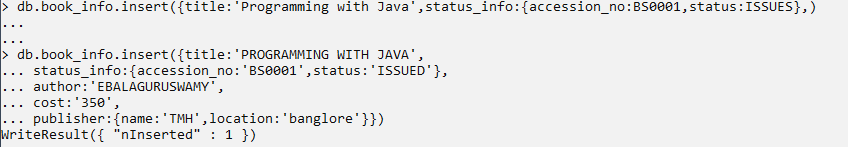 > db.book_info.insert({title:'Programming with Java',status_info:{accession_no:BS0001,status:ISSUES},)
...
...
> db.book_info.insert({title:'PROGRAMMING WITH JAVA',
... status_info:{accession_no:'BS0001',status:'ISSUED'},
... author:'EBALAGURUSWAMY',
... cost:'350',
... publisher:{name:'TMH',location:'banglore'}})
WriteResult({ "nInserted" : 1 })